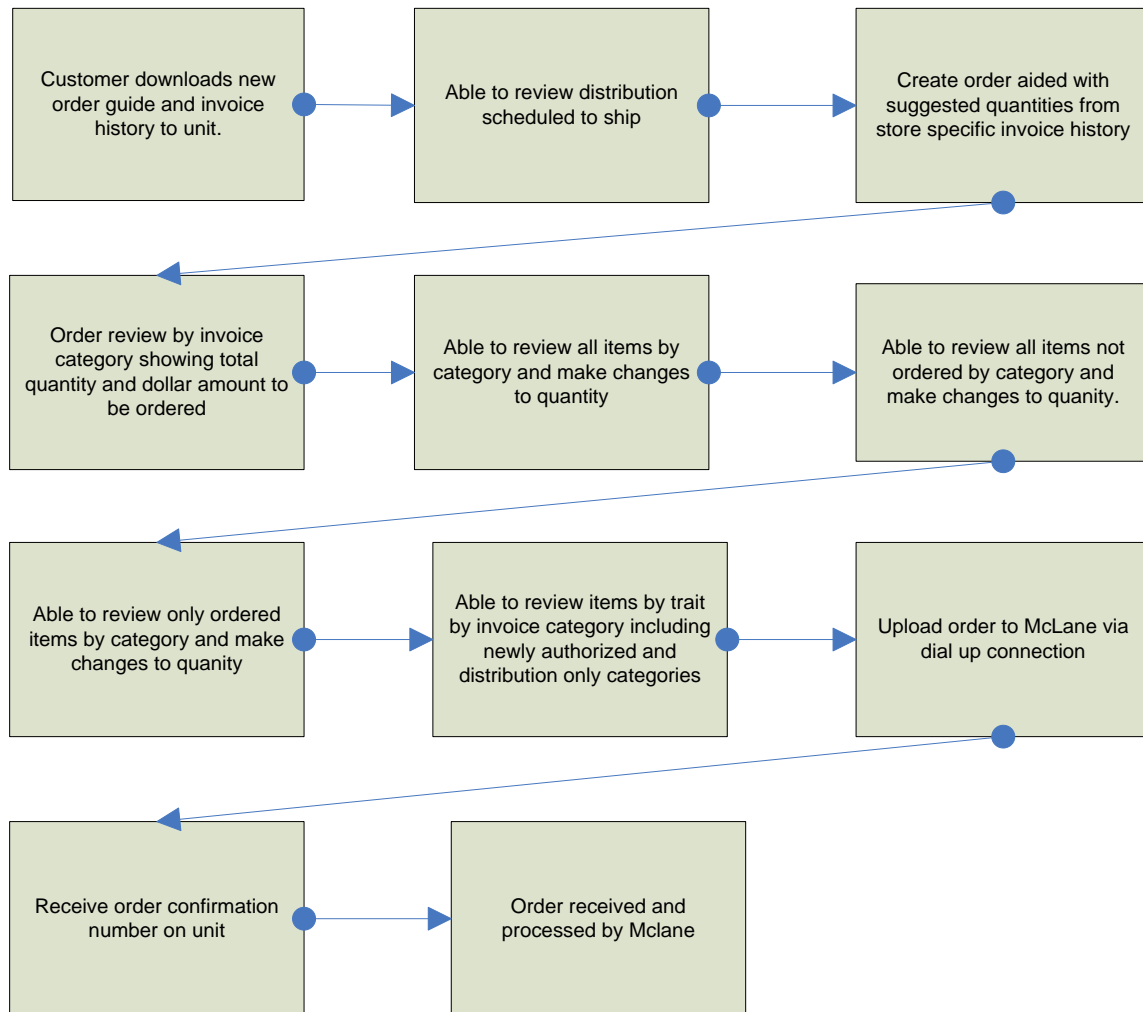 Customer downloads new
order guide and invoice
history to unit.
Able to review distribution
scheduled to ship
Create order aided with
suggested quantities from
store specific invoice history
Order review by invoice
category showing total
quantity and dollar amount to
be ordered
Able to review all items by
category and make changes
to quantity
Able to review all items not
ordered by category and
make changes to quanity.
Able to review only ordered
items by category and make
changes to quanity
Able to review items by trait
by invoice category including
newly authorized and
distribution only categories
Upload order to McLane via
dial up connection
Receive order confirmation
number on unit
Order received and
processed by Mclane